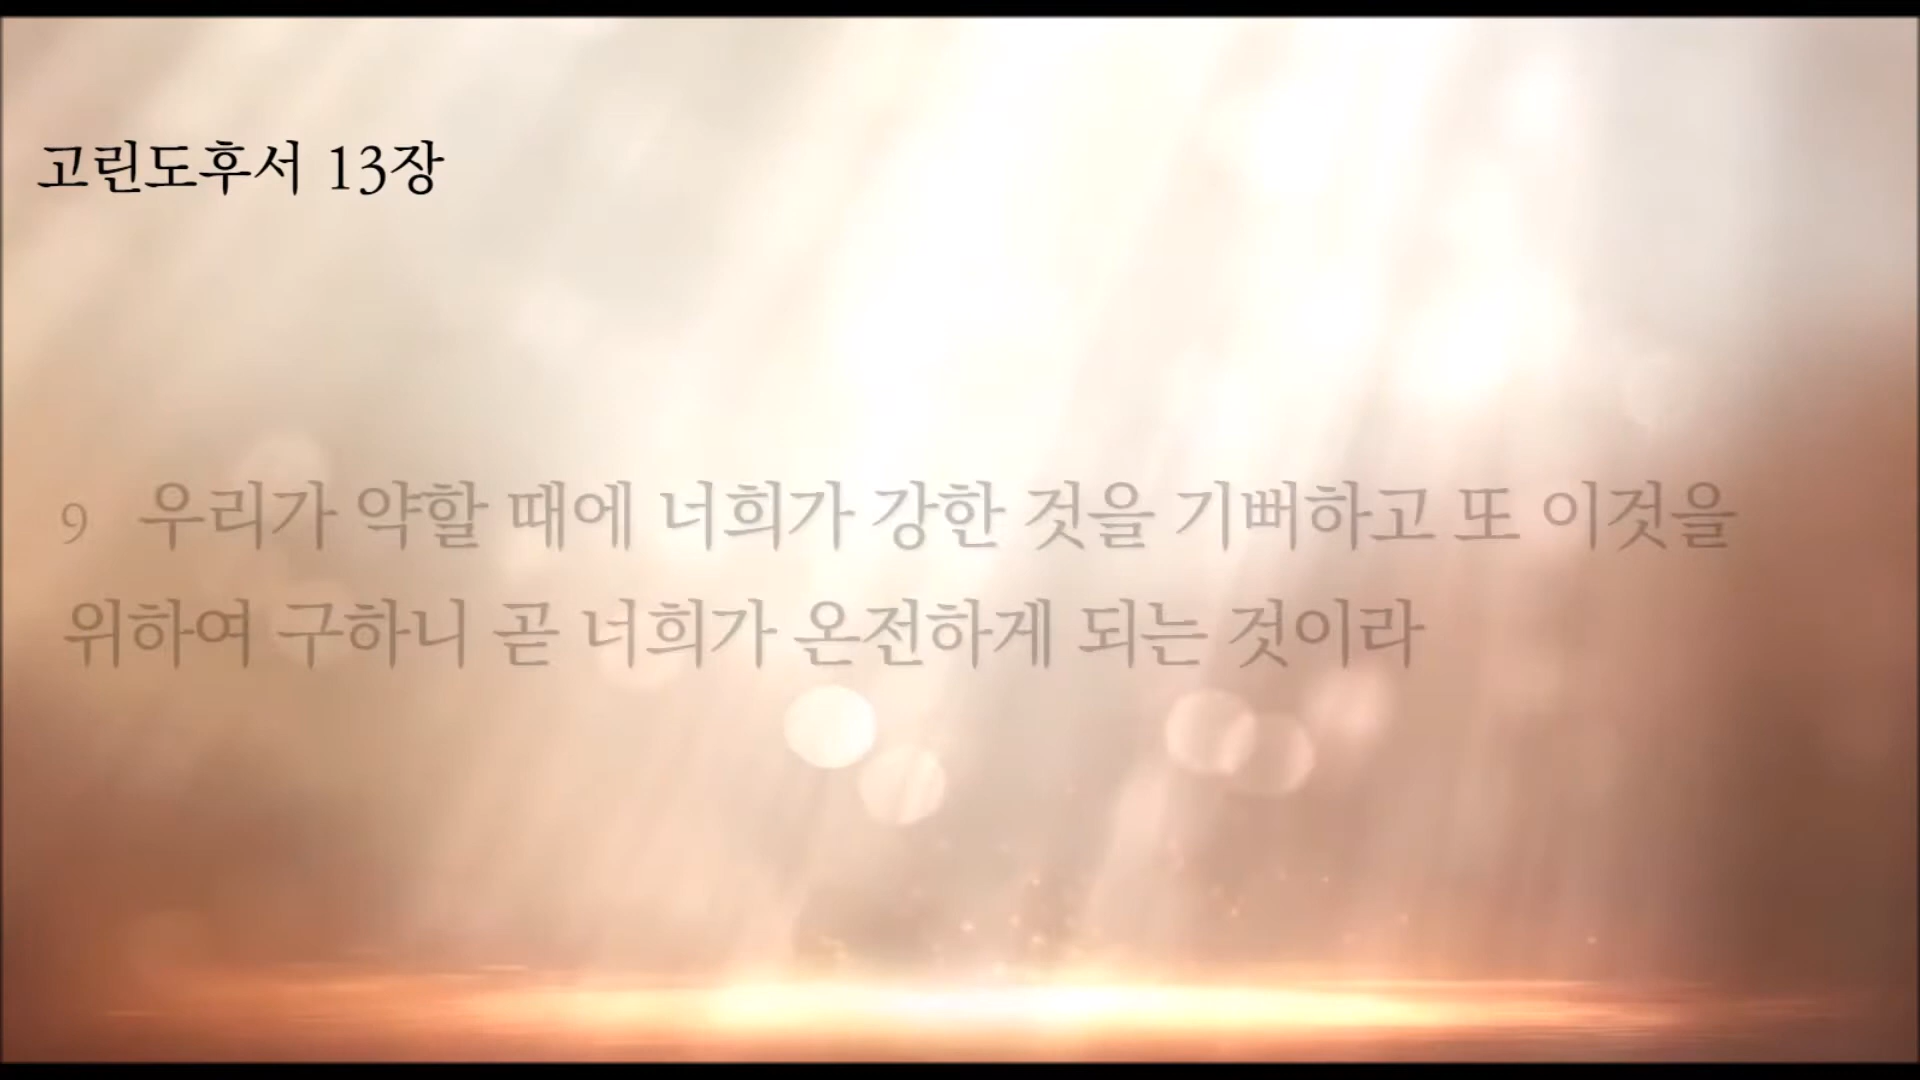 고린도후서 13장
9 우리가 약할 때에 너희가 강한 것을 기뻐하고 또 이것을
위하여 구하니 곧 너희가 온전하게 되는 것이라